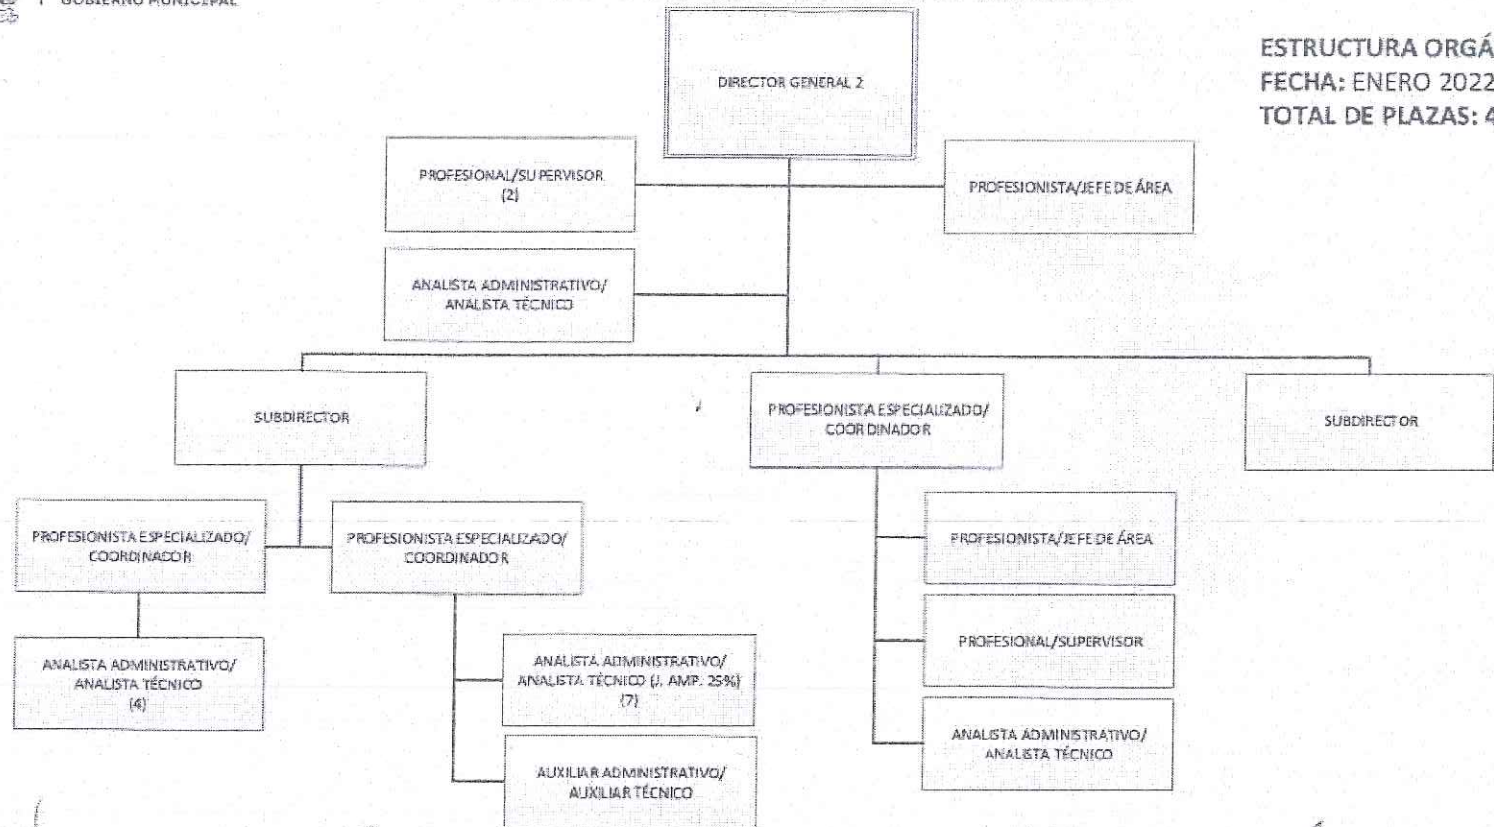 GOBIERNO MUNICIPAL
ESTRUCTURA ORGÁ
FECHA: ENERO 2022
TOTAL DE PLAZAS: 4
DIRECTOR GENERAL 2
PROFESIONAL/SUPERVISOR
(2)
PROFESIONISTA/JEFE DE ÁREA
ANALISTA ADMINISTRATIVO/
ANALISTA TÉCNICO
SUBDIRECTOR
PROFESIONISTA ESPECIALIZADO/
COORDINADOR
SUBDIRECTOR
PROFESIONISTA ESPECIALIZADO/
COORDINADOR
PROFESIONISTA ESPECIALIZADO/
COORDINADOR
PROFESIONISTA/JEFE DE ÁREA
ANALISTA ADMINISTRATIVO/
ANALISTA TÉCNICO
(4)
ANALISTA ADMINISTRATIVO/
ANALISTA TÉCNICO (J. AMP. 25%)
(7)
PROFESIONAL/SUPERVISOR
AUXILIAR ADMINISTRATIVO/
AUXILIAR TÉCNICO
ANALISTA ADMINISTRATIVO/
ANALISTA TÉCNICO